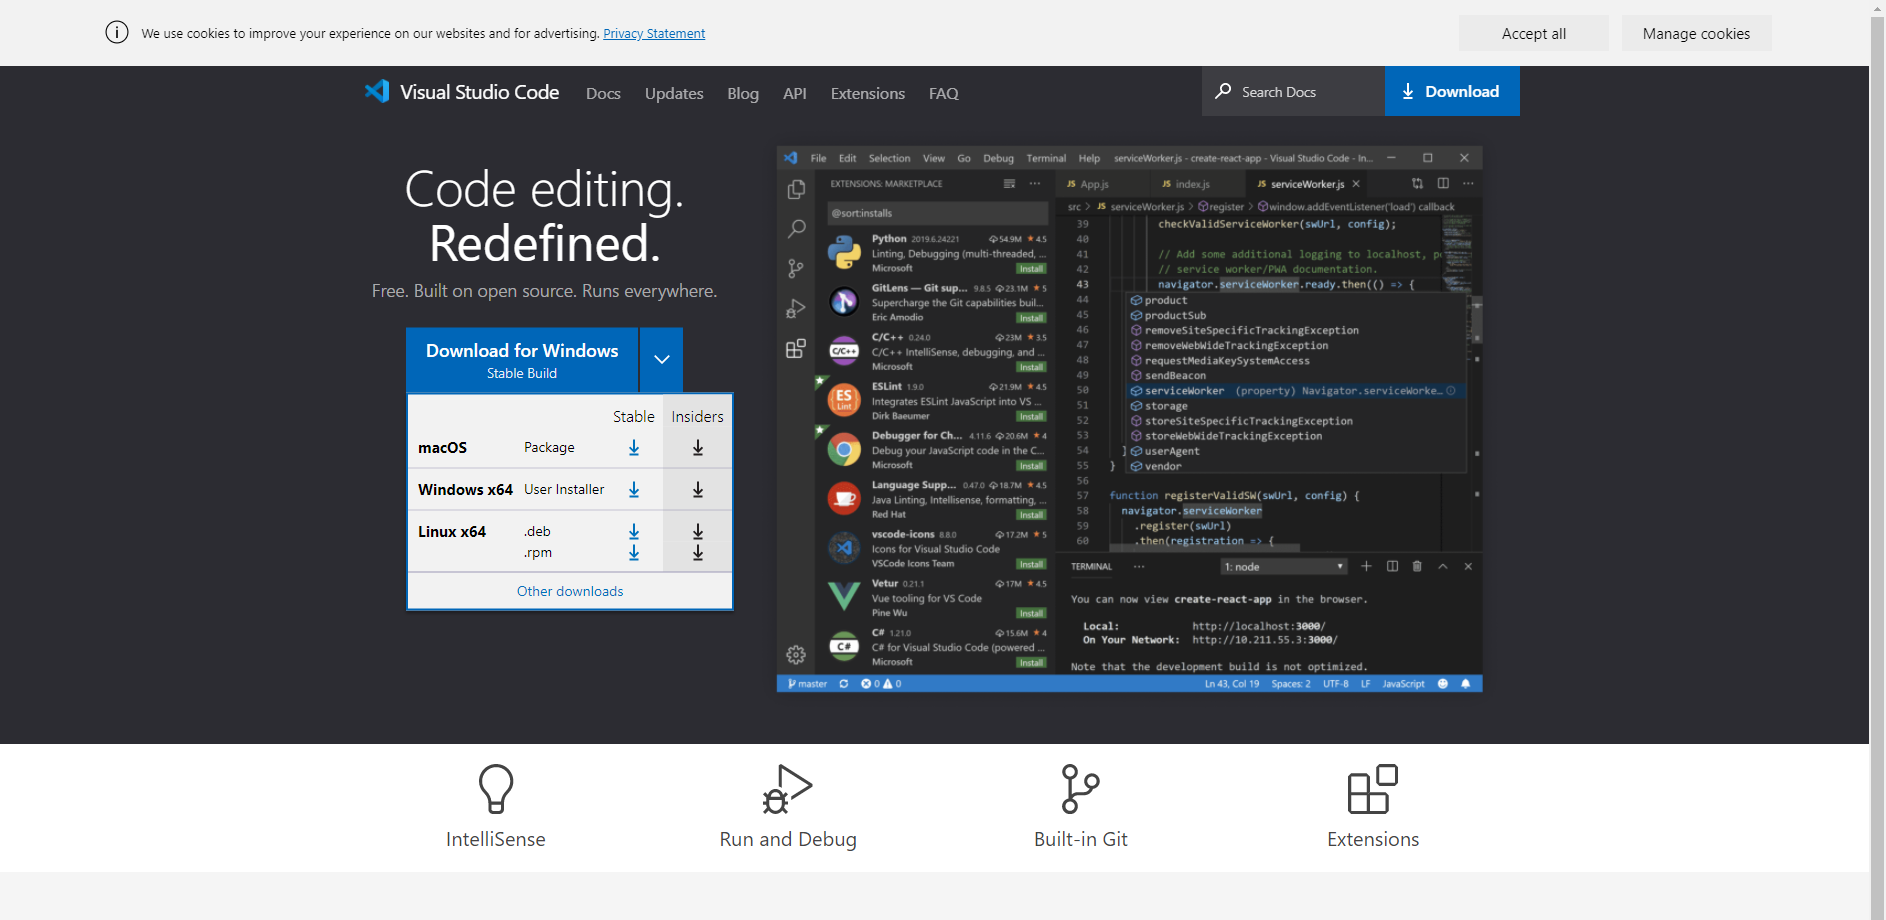 We use cookies to improve your experience on our websites and for advertising. Privacy Statement
Accept all
Manage cookies
Visual Studio Code
Docs
Updates
Blog
API
Extensions
FAQ
Search Docs
Download
Code editing.
Redefined.
Free. Built on open source. Runs everywhere.
Download for Windows
Stable Build
Stable
Insiders
macOS
Package
Windows x64
User Installer
Linux x64
.deb
.rpm
Other downloads
File Edit Selection View Go Debug Terminal Help
serviceWorker.js - create-react-app - Visual Studio Code - In...
EXTENSIONS: MARKETPLACE
@sort:installs
Python 2019.6.24221 54.9M 4.5
Linting, Debugging (multi-threaded, ...
Microsoft
Install
GitLens — Git sup... 9.8.5 23.1M 5
Supercharge the Git capabilities buil...
Eric Amodio
Install
C/C++
C/C++ 0.24.0 23M 3.5
C/C++ IntelliSense, debugging, and ...
Microsoft
Install
ES
Lint
ESLint 1.9.0 21.9M 4.5
Integrates ESLint JavaScript into VS ...
Dirk Baeumer
Install
Debugger for Ch... 4.11.6 20.6M 4
Debug your JavaScript code in the C...
Microsoft
Install
Language Supp... 0.47.0 18.7M 4.5
Java Linting, Intellisense, formatting, ...
Red Hat
Install
vscode-icons 8.8.0 17.2M 5
Icons for Visual Studio Code
VSCode Icons Team
Install
Vetur 0.21.1 17M 4.5
Vue tooling for VS Code
Pine Wu
Install
C#
C# 1.21.0 15.6M 4
C# for Visual Studio Code (powered ...
Microsoft
Install
JS App.js
JS index.js
JS serviceWorker.js
src > JS serviceWorker.js > register > window.addEventListener('load') callback
39 checkValidServiceWorker(swUrl, config);
40
41 // Add some additional logging to localhost, p
42 // service worker/PWA documentation.
43 navigator.serviceWorker.ready.then(() => {
44 product
45 productSub
46 removeSiteSpecificTrackingException
47 removeWebWideTrackingException
48 requestMediaKeySystemAccess
49 sendBeacon
50 serviceWorker (property) Navigator.serviceWorke...
51 storage
52 storeSiteSpecificTrackingException
53 storeWebWideTrackingException
54 } userAgent
55 } vendor
56
57 function registerValidSW(swUrl, config) {
58 navigator.serviceWorker
59 .register(swUrl)
60 .then(registration => {
TERMINAL
1: node
You can now view create-react-app in the browser.
Local: http://localhost:3000/
On Your Network: http://10.211.55.3:3000/
Note that the development build is not optimized.
master 0 0
Ln 43, Col 19 Spaces: 2 UTF-8 LF JavaScript
IntelliSense
Run and Debug
Built-in Git
Extensions